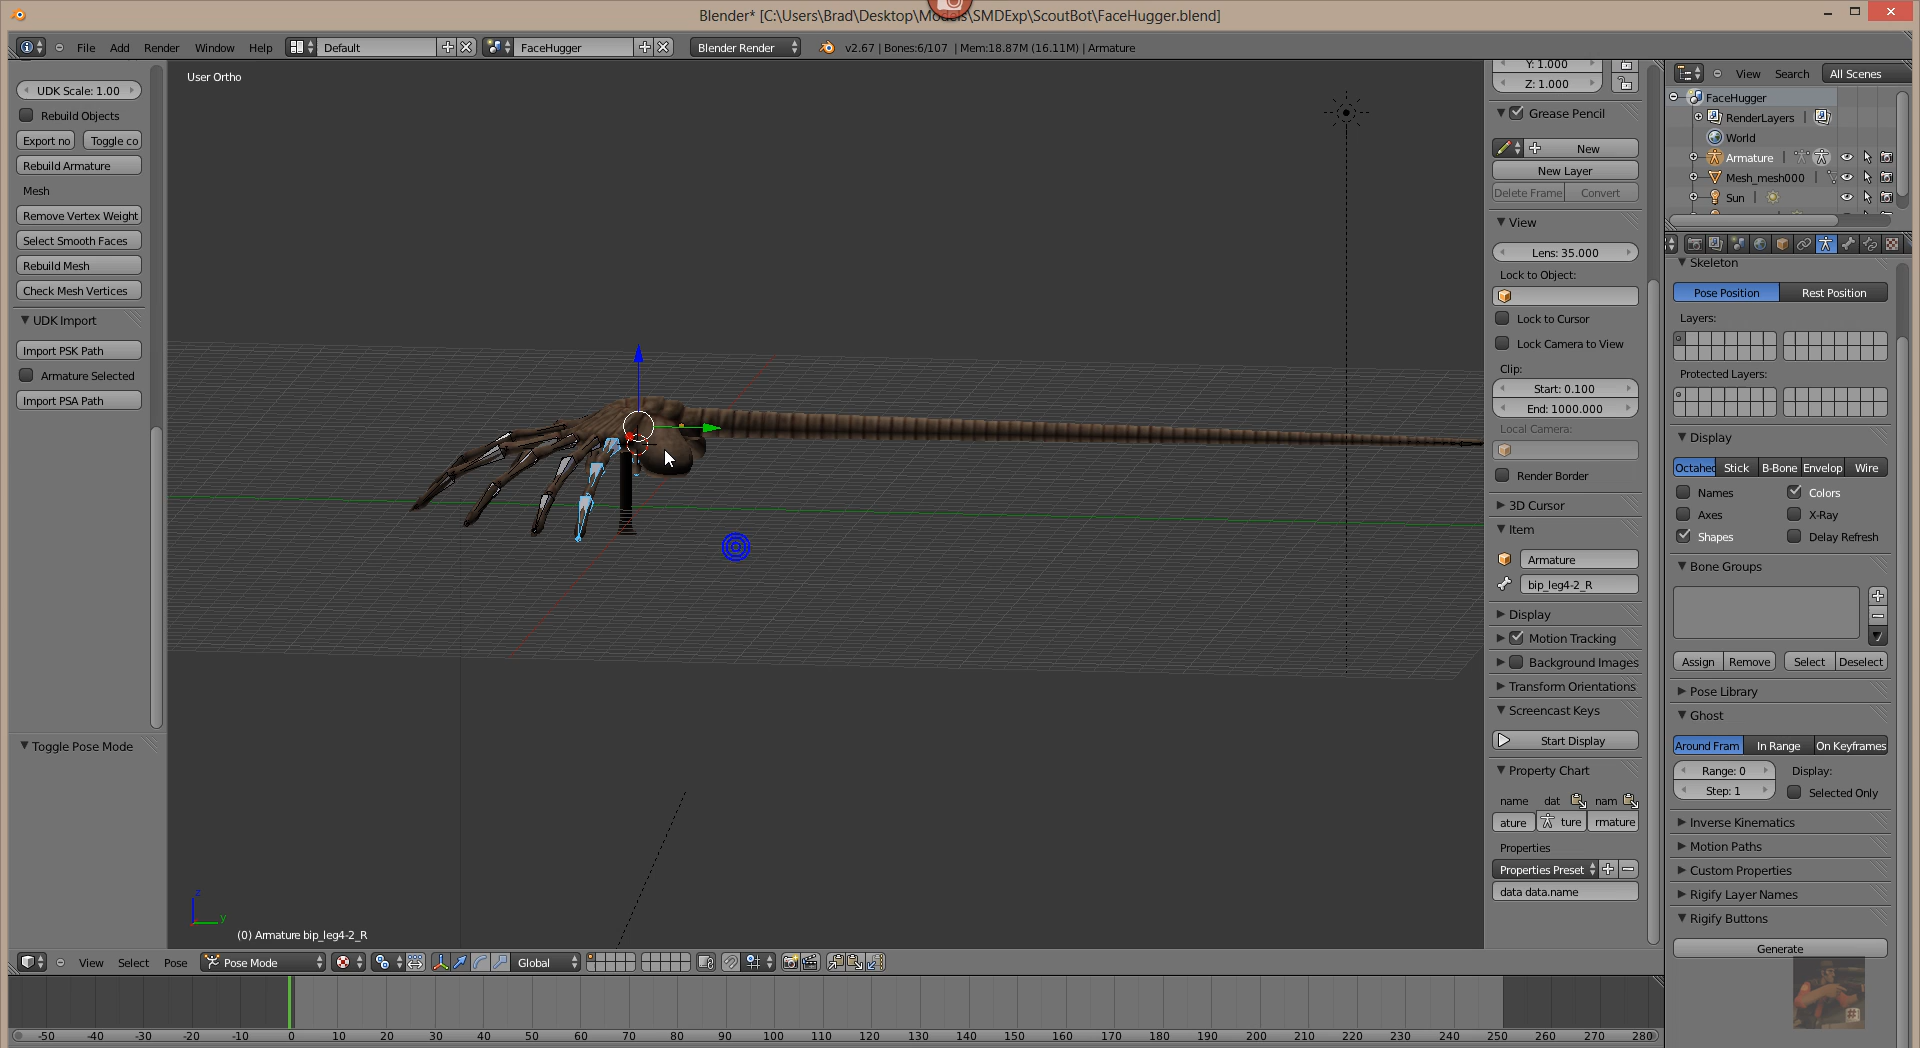 Blender* [C:\Users\Brad\Desktop\Models\SMDExp\ScoutBot\FaceHugger.blend]
File Add Render Window Help Default FaceHugger Blender Render v2.67 | Bones:6/107 | Mem:18.87M (16.11M) | Armature
User Ortho
UDK Scale: 1.00
Rebuild Objects
Export no Toggle co
Rebuild Armature
Mesh
Remove Vertex Weight
Select Smooth Faces
Rebuild Mesh
Check Mesh Vertices
UDK Import
Import PSK Path
Armature Selected
Import PSA Path
Toggle Pose Mode
z
y
(0) Armature bip_leg4-2_R
Y: 1.000
Z: 1.000
Grease Pencil
New
New Layer
Delete Frame Convert
View
Lens: 35.000
Lock to Object:
Lock to Cursor
Lock Camera to View
Clip:
Start: 0.100
End: 1000.000
Local Camera:
Render Border
3D Cursor
Item
Armature
bip_leg4-2_R
Display
Motion Tracking
Background Images
Transform Orientations
Screencast Keys
Start Display
Property Chart
name dat nam
ature ture rmature
Properties
Properties Preset
data data.name
View Search All Scenes
FaceHugger
RenderLayers
World
Armature
Mesh_mesh000
Sun
Skeleton
Pose Position Rest Position
Layers:
Protected Layers:
Display
Octahed Stick B-Bone Envelop Wire
Names Colors
Axes X-Ray
Shapes Delay Refresh
Bone Groups
Assign Remove Select Deselect
Pose Library
Ghost
Around Fram In Range On Keyframes
Range: 0 Display:
Step: 1 Selected Only
Inverse Kinematics
Motion Paths
Custom Properties
Rigify Layer Names
Rigify Buttons
Generate
View Select Pose Pose Mode Global
-50 -40 -30 -20 -10 0 10 20 30 40 50 60 70 80 90 100 110 120 130 140 150 160 170 180 190 200 210 220 230 240 250 260 270 280